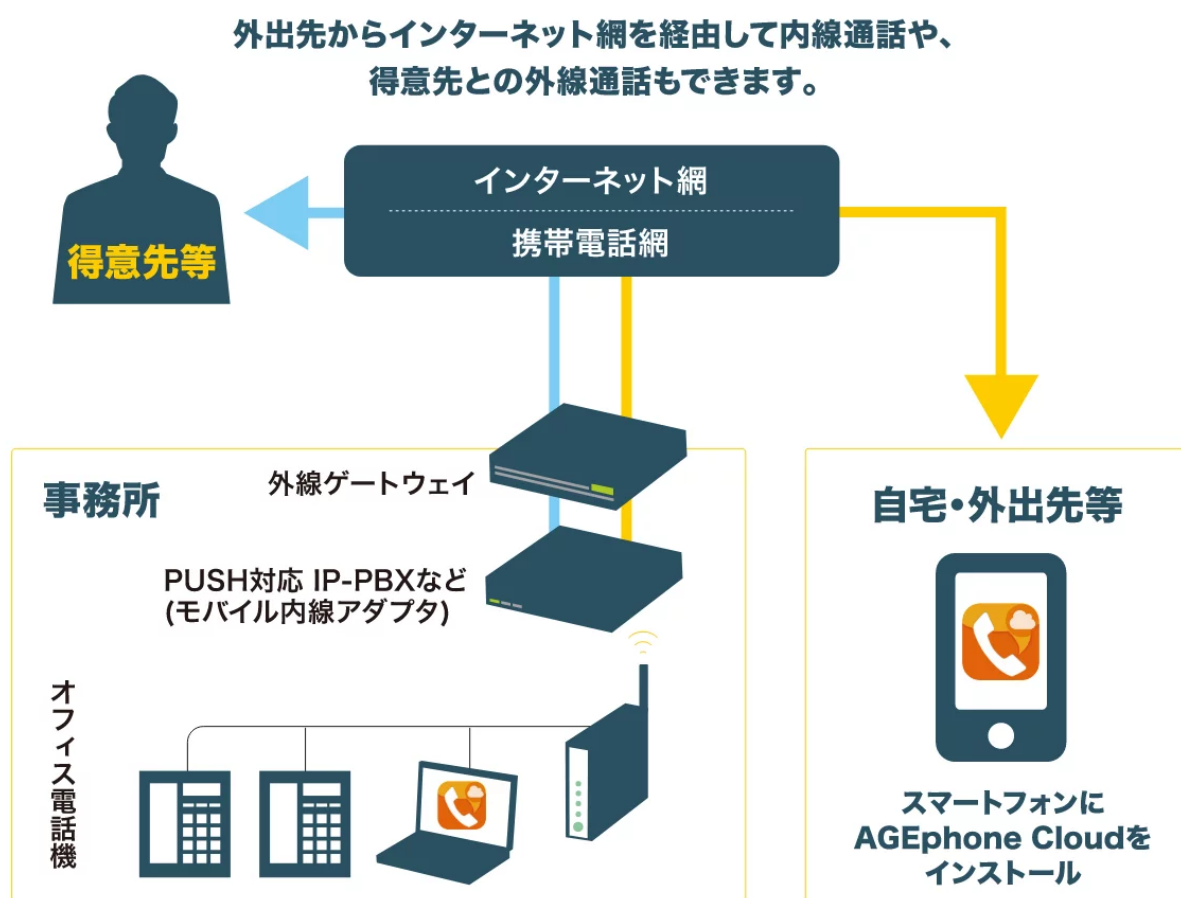 外出先からインターネット網を経由して内線通話や、
得意先との外線通話もできます。
インターネット網
携帯電話網
得意先等
事務所
外線ゲートウェイ
PUSH対応 IP-PBXなど
(モバイル内線アダプタ)
オフィス電話機
自宅・外出先等
スマートフォンに
AGEphone Cloudを
インストール